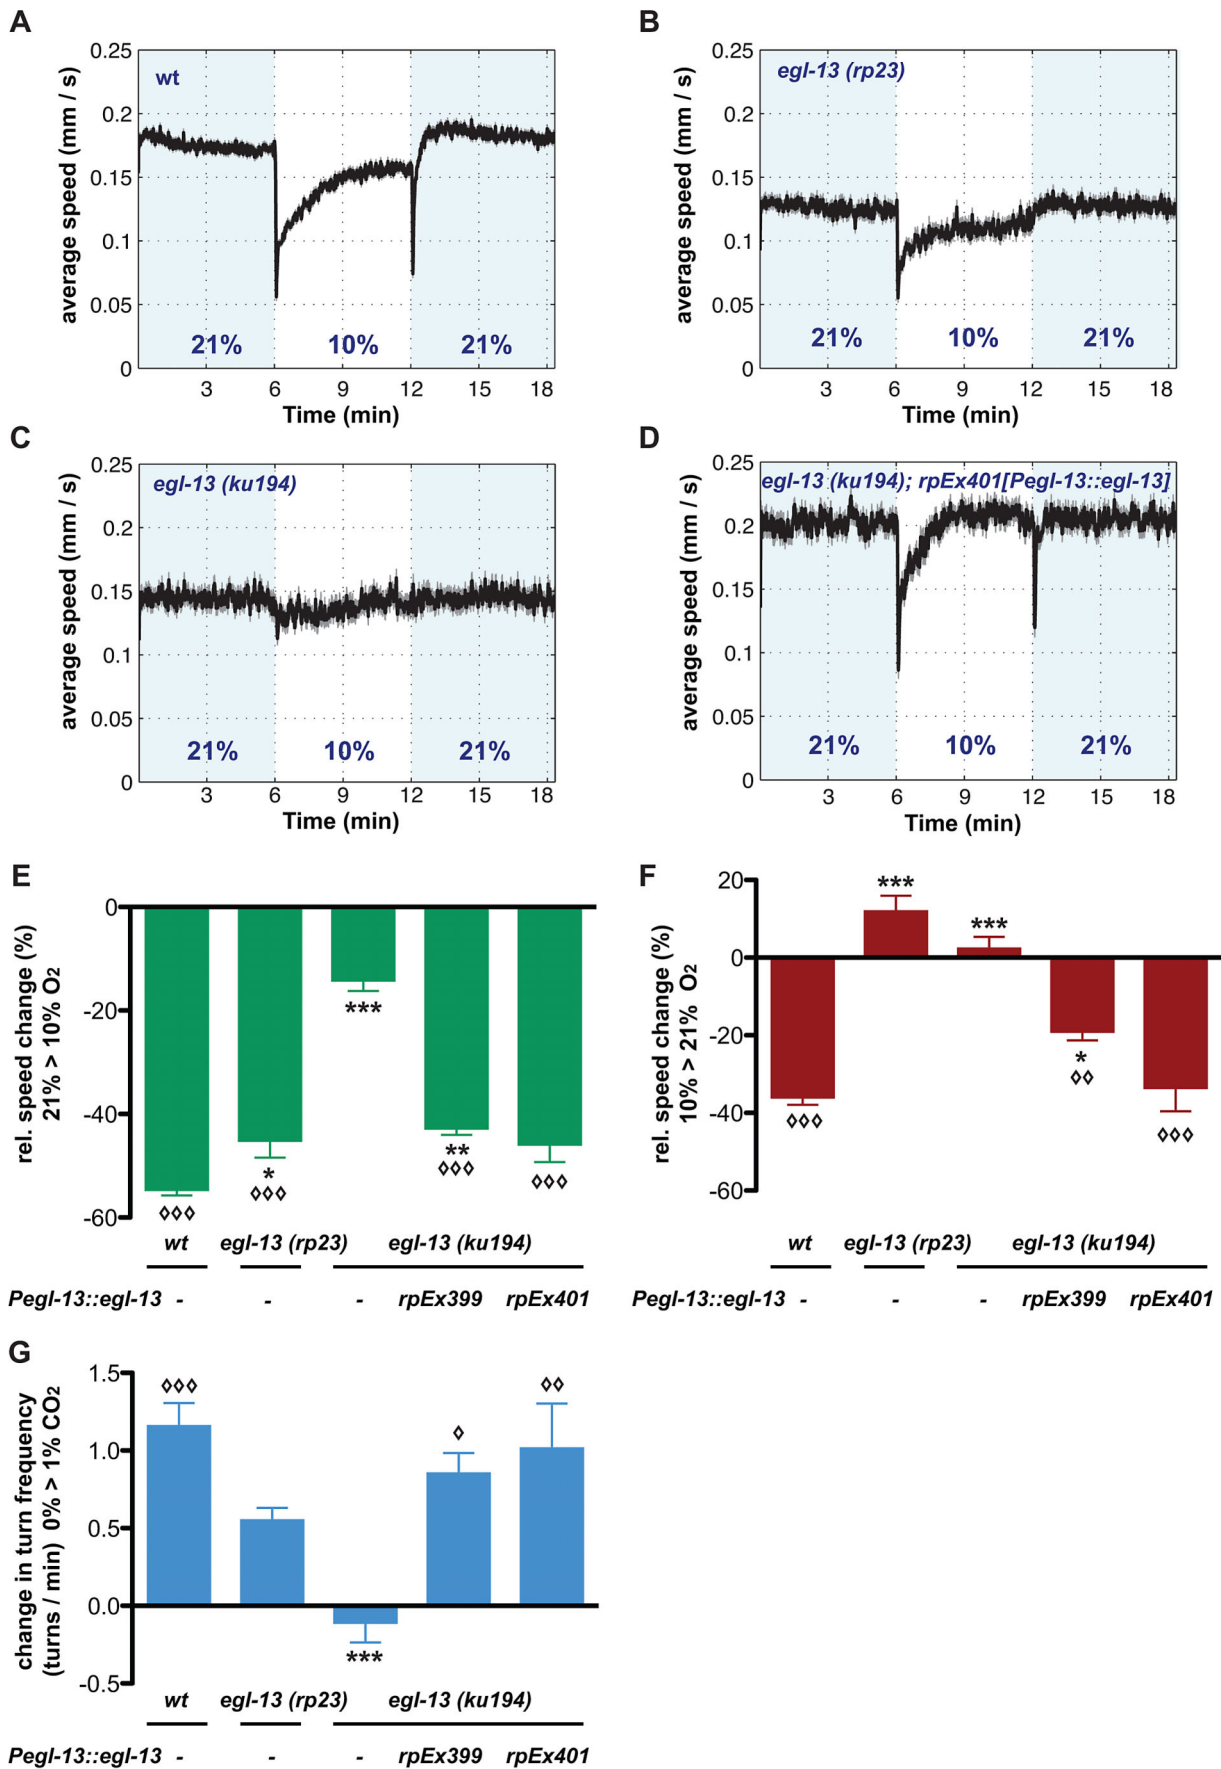 A
B
0.25
0.2
0.15
0.1
0.05
0
average speed (mm / s)
wt
21%
10%
21%
3
6
9
12
15
18
Time (min)
0.25
0.2
0.15
0.1
0.05
0
average speed (mm / s)
egl-13 (rp23)
21%
10%
21%
3
6
9
12
15
18
Time (min)
C
D
0.25
0.2
0.15
0.1
0.05
0
average speed (mm / s)
egl-13 (ku194)
21%
10%
21%
3
6
9
12
15
18
Time (min)
0.25
0.2
0.15
0.1
0.05
0
average speed (mm / s)
egl-13 (ku194); rpEx401[Pegl-13::egl-13]
21%
10%
21%
3
6
9
12
15
18
Time (min)
E
0
-20
-40
-60
rel. speed change (%)
21% > 10% O2
◊◊◊
*
◊◊◊
***
**
◊◊◊
◊◊◊
wt
egl-13 (rp23)
egl-13 (ku194)
Pegl-13::egl-13 - - - rpEx399 rpEx401
F
20
0
-20
-40
-60
rel. speed change (%)
10% > 21% O2
◊◊◊
***
***
*
◊◊
◊◊◊
wt
egl-13 (rp23)
egl-13 (ku194)
Pegl-13::egl-13 - - - rpEx399 rpEx401
G
1.5
1.0
0.5
0.0
-0.5
change in turn frequency
(turns / min) 0% > 1% CO2
◊◊◊
***
◊
◊◊
wt
egl-13 (rp23)
egl-13 (ku194)
Pegl-13::egl-13 - - - rpEx399 rpEx401